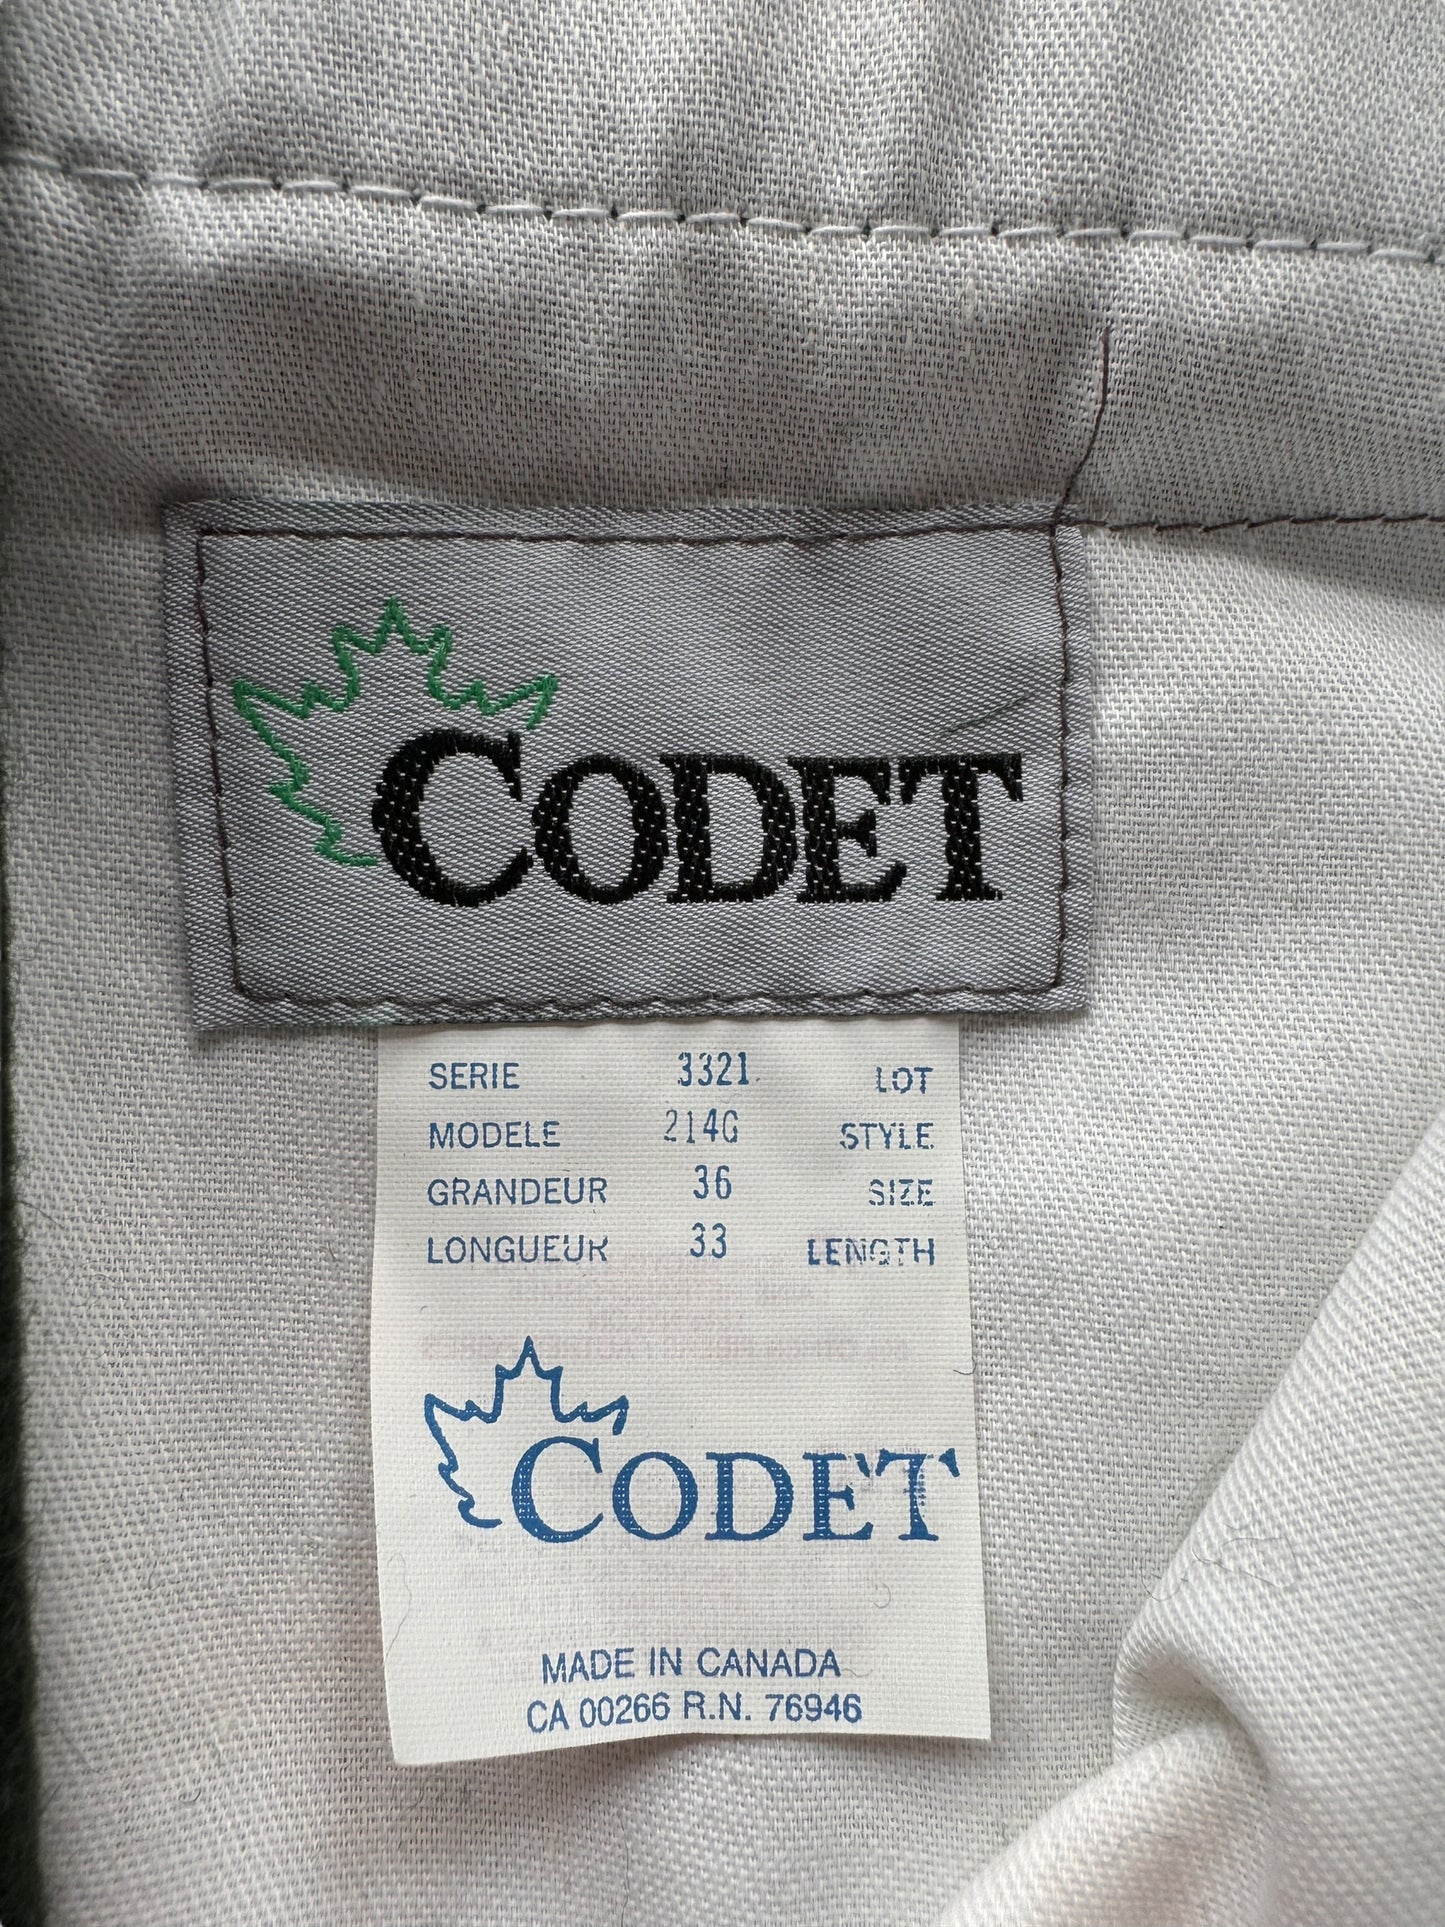 CODET
SERIE 3321 LOT
MODELE 214G STYLE
GRANDEUR 36 SIZE
LONGUEUR 33 LENGTH
CODET
MADE IN CANADA
CA 00266 R.N. 76946